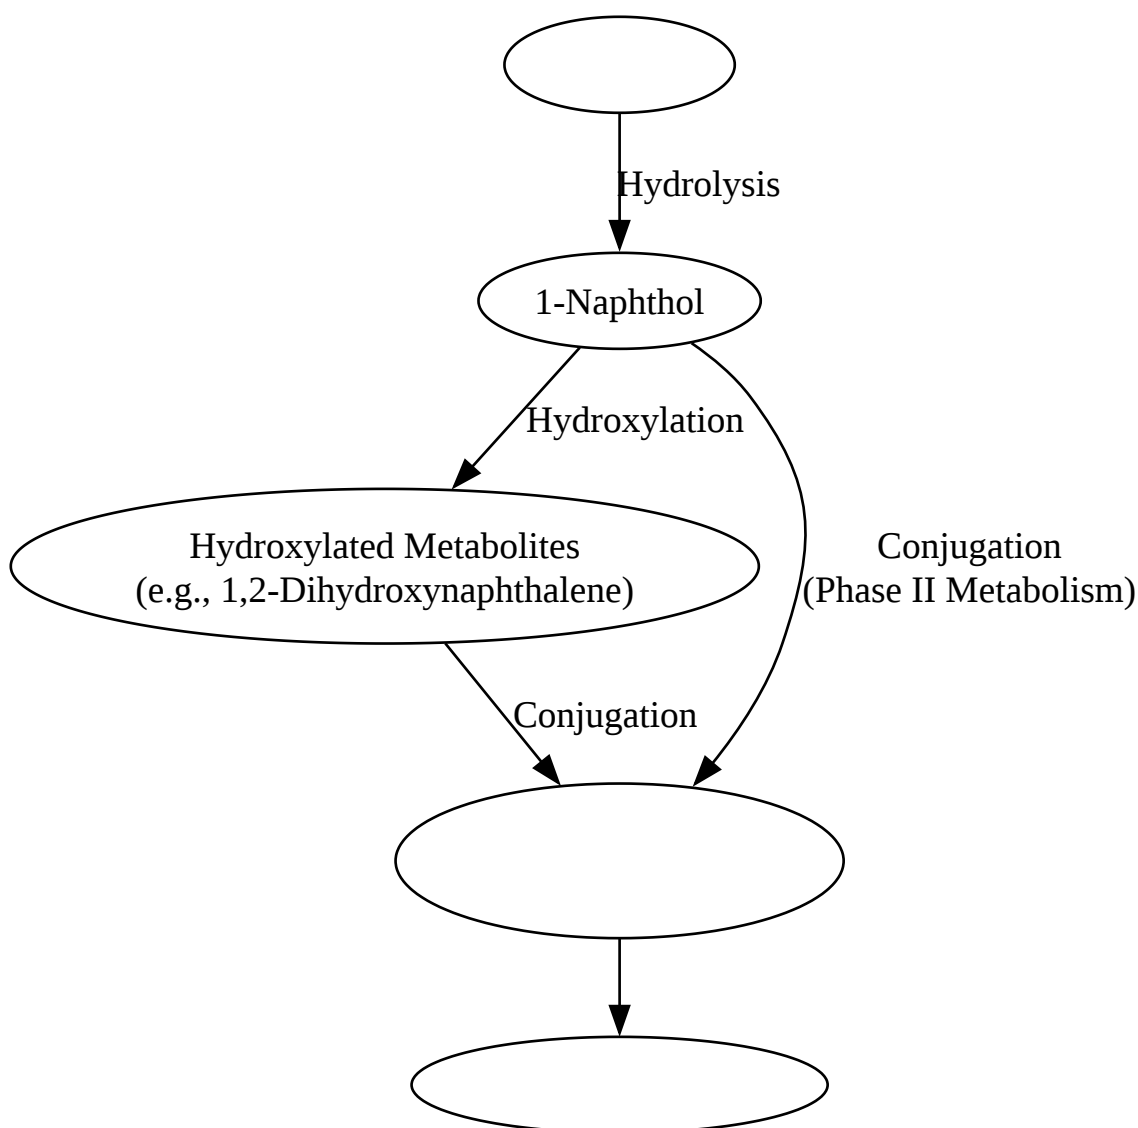 Hydrolysis
1-Naphthol
Hydroxylation
Hydroxylated Metabolites
(e.g., 1,2-Dihydroxynaphthalene)
Conjugation
(Phase II Metabolism)
Conjugation